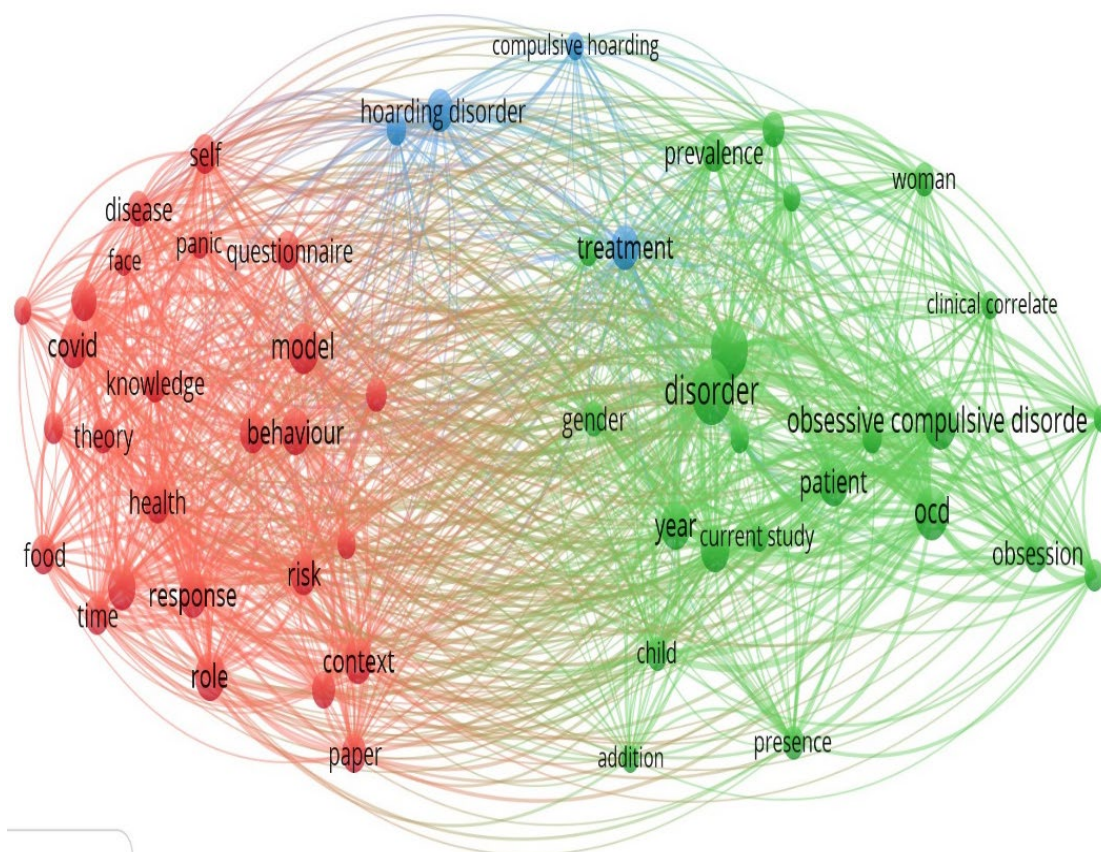 compulsive hoarding
hoarding disorder
self
prevalence
woman
disease
panic
questionnaire
treatment
face
clinical correlate
covid
model
knowledge
disorder
gender
obsessive compulsive disorde
theory
behaviour
patient
health
ocd
year
current study
food
obsession
risk
response
time
child
context
role
presence
paper
addition